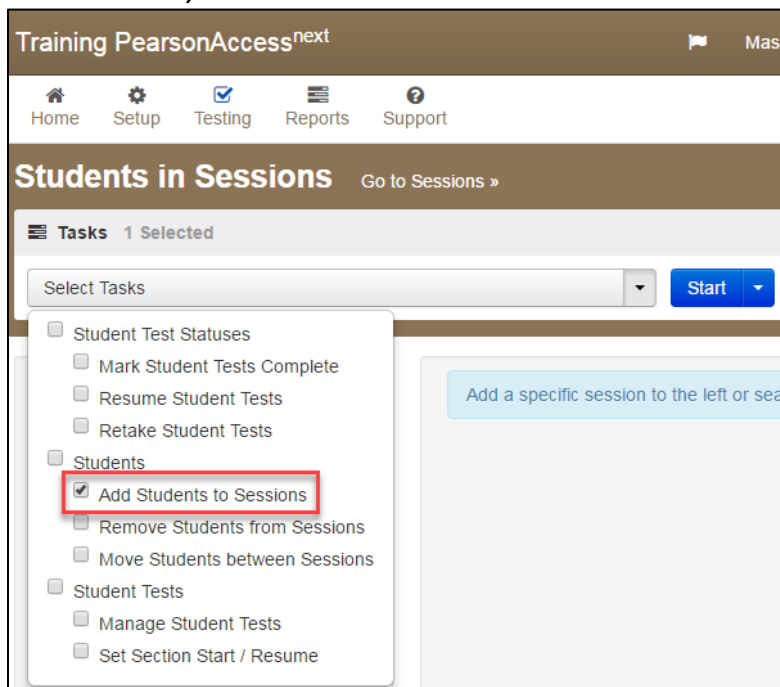 Training PearsonAccessnext Mas
Home Setup Testing Reports Support
Students in Sessions Go to Sessions »
Tasks 1 Selected
Select Tasks Start
Student Test Statuses
Mark Student Tests Complete
Resume Student Tests
Retake Student Tests
Add a specific session to the left or sea
Students
Add Students to Sessions
Remove Students from Sessions
Move Students between Sessions
Student Tests
Manage Student Tests
Set Section Start / Resume